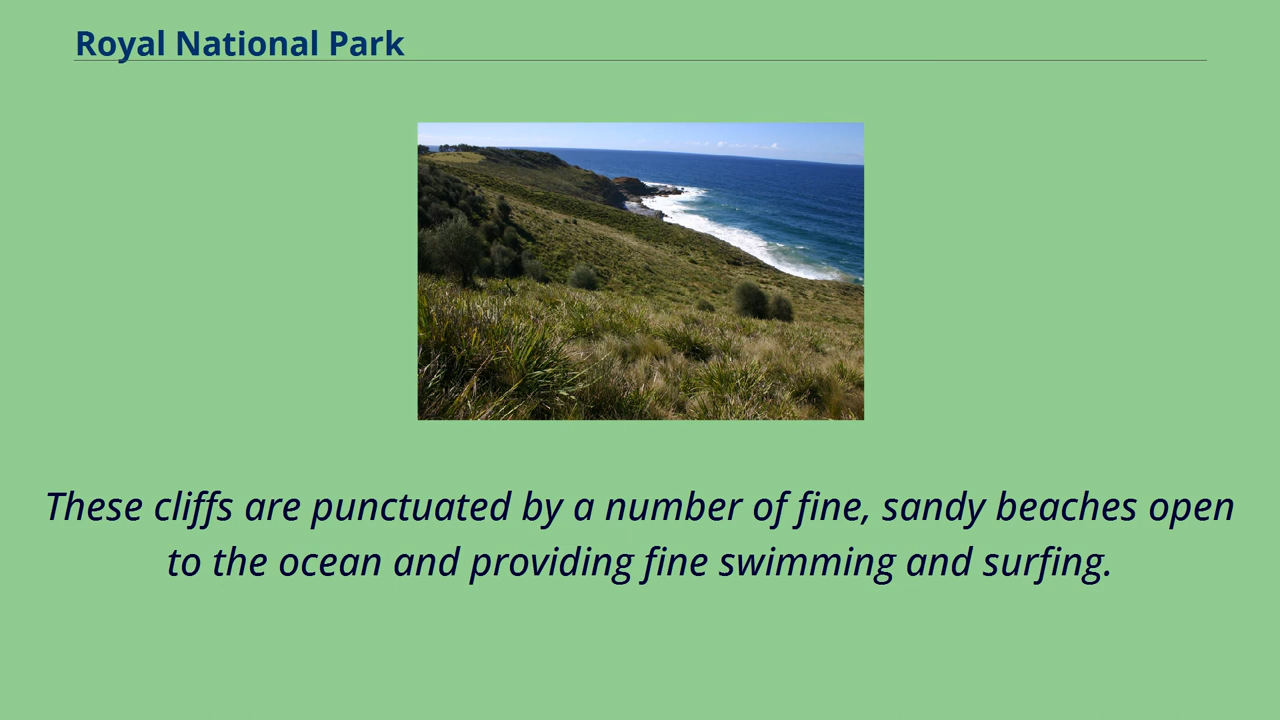 Royal National Park
These cliffs are punctuated by a number of fine, sandy beaches open
to the ocean and providing fine swimming and surfing.